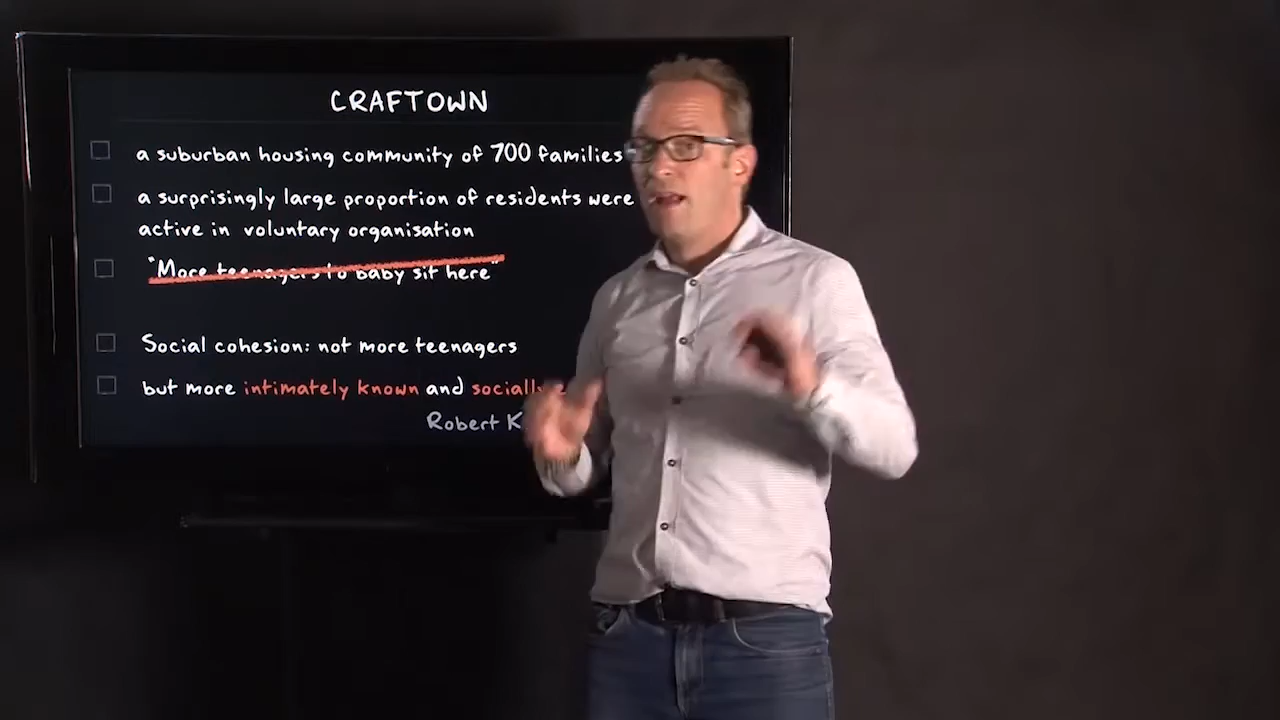 CRAFTOWN
a suburban housing community of 700 families
a surprisingly large proportion of residents were
active in voluntary organisation
"More teenagers to baby sit here"
Social cohesion: not more teenagers
but more intimately known and socially
Robert K